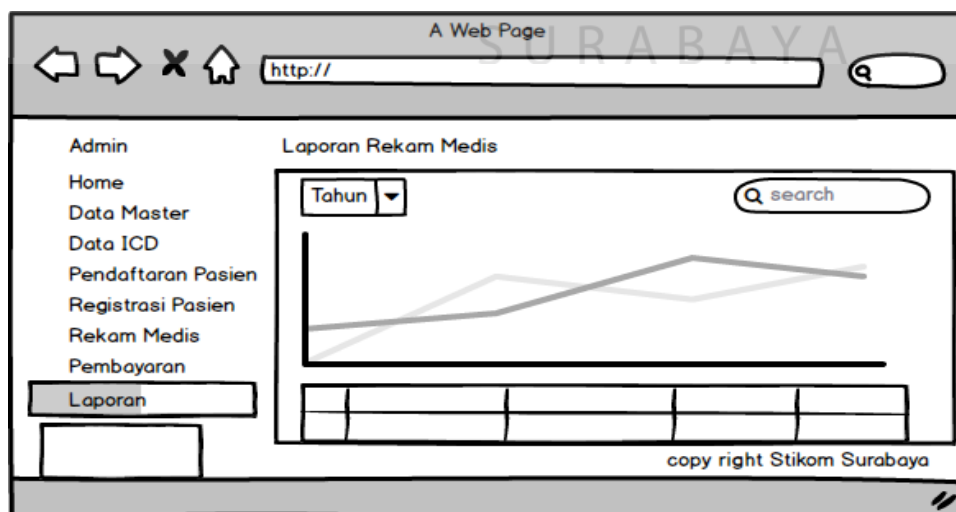 A Web Page
SURABAYA
http://
Admin
Home
Data Master
Data ICD
Pendaftaran Pasien
Registrasi Pasien
Rekam Medis
Pembayaran
Laporan
Laporan Rekam Medis
Tahun
search
copy right Stikom Surabaya